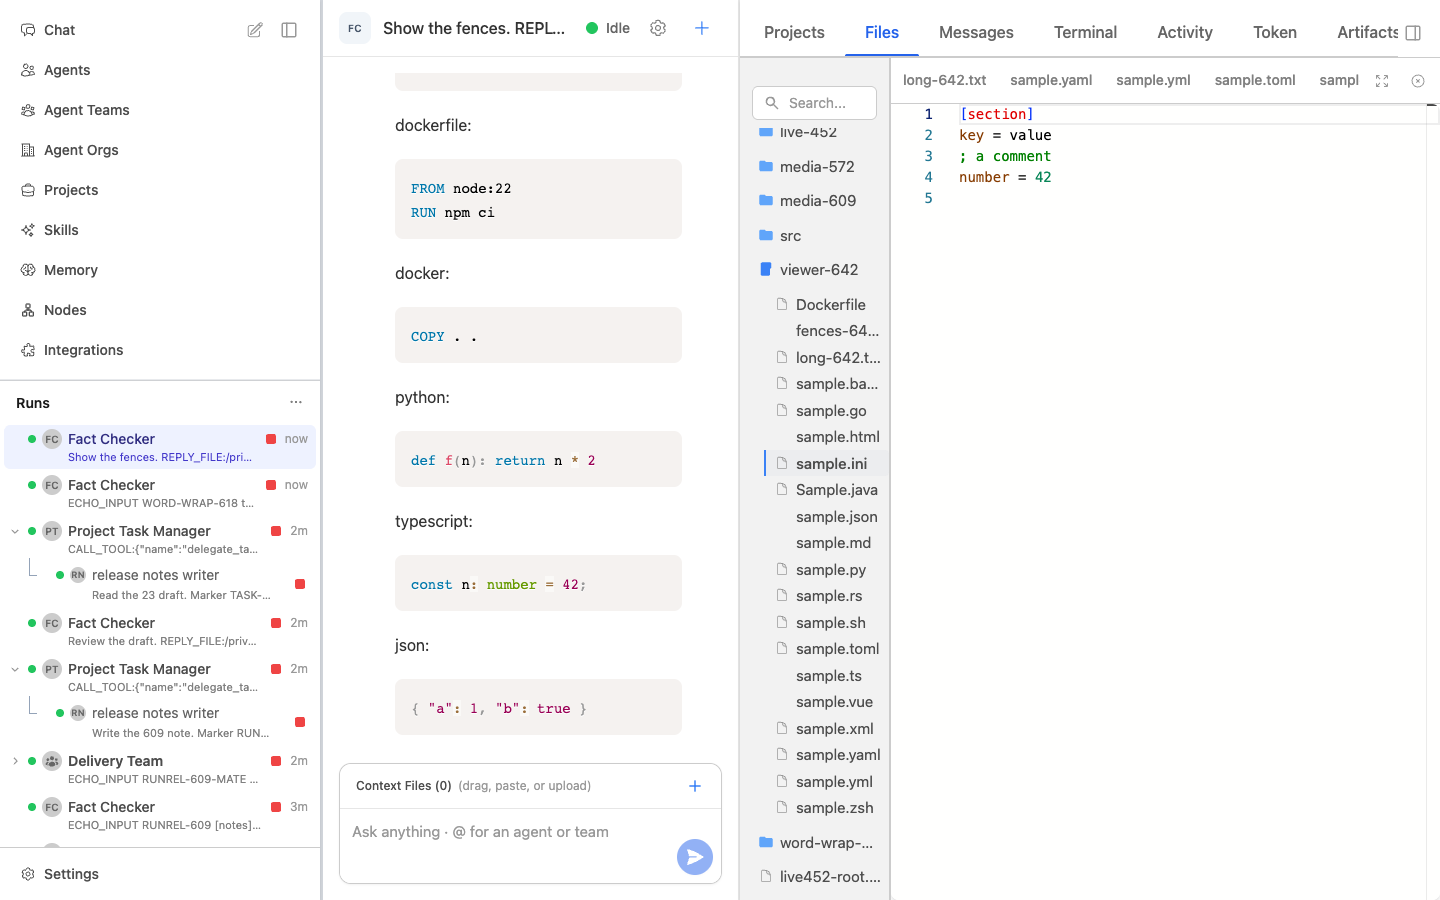 Chat
Agents
Agent Teams
Agent Orgs
Projects
Skills
Memory
Nodes
Integrations
Runs
FC Fact Checker now
Show the fences. REPLY_FILE:/pri...
FC Fact Checker now
ECHO_INPUT WORD-WRAP-618 t...
PT Project Task Manager 2m
CALL_TOOL:{"name":"delegate_ta...
RN release notes writer
Read the 23 draft. Marker TASK-...
FC Fact Checker 2m
Review the draft. REPLY_FILE:/priv...
PT Project Task Manager 2m
CALL_TOOL:{"name":"delegate_ta...
RN release notes writer
Write the 609 note. Marker RUN...
Delivery Team 2m
ECHO_INPUT RUNREL-609-MATE ...
FC Fact Checker 3m
ECHO_INPUT RUNREL-609 [notes]...
Settings
FC Show the fences. REPL... Idle
dockerfile:
FROM node:22
RUN npm ci
docker:
COPY . .
python:
def f(n): return n * 2
typescript:
const n: number = 42;
json:
{ "a": 1, "b": true }
Context Files (0) (drag, paste, or upload)
Ask anything · @ for an agent or team
Projects Files Messages Terminal Activity Token Artifacts
Search...
live-452
media-572
media-609
src
viewer-642
Dockerfile
fences-64...
long-642.t...
sample.ba...
sample.go
sample.html
sample.ini
Sample.java
sample.json
sample.md
sample.py
sample.rs
sample.sh
sample.toml
sample.ts
sample.vue
sample.xml
sample.yaml
sample.yml
sample.zsh
word-wrap-...
live452-root....
long-642.txt sample.yaml sample.yml sample.toml sampl
1 [section]
2 key = value
3 ; a comment
4 number = 42
5